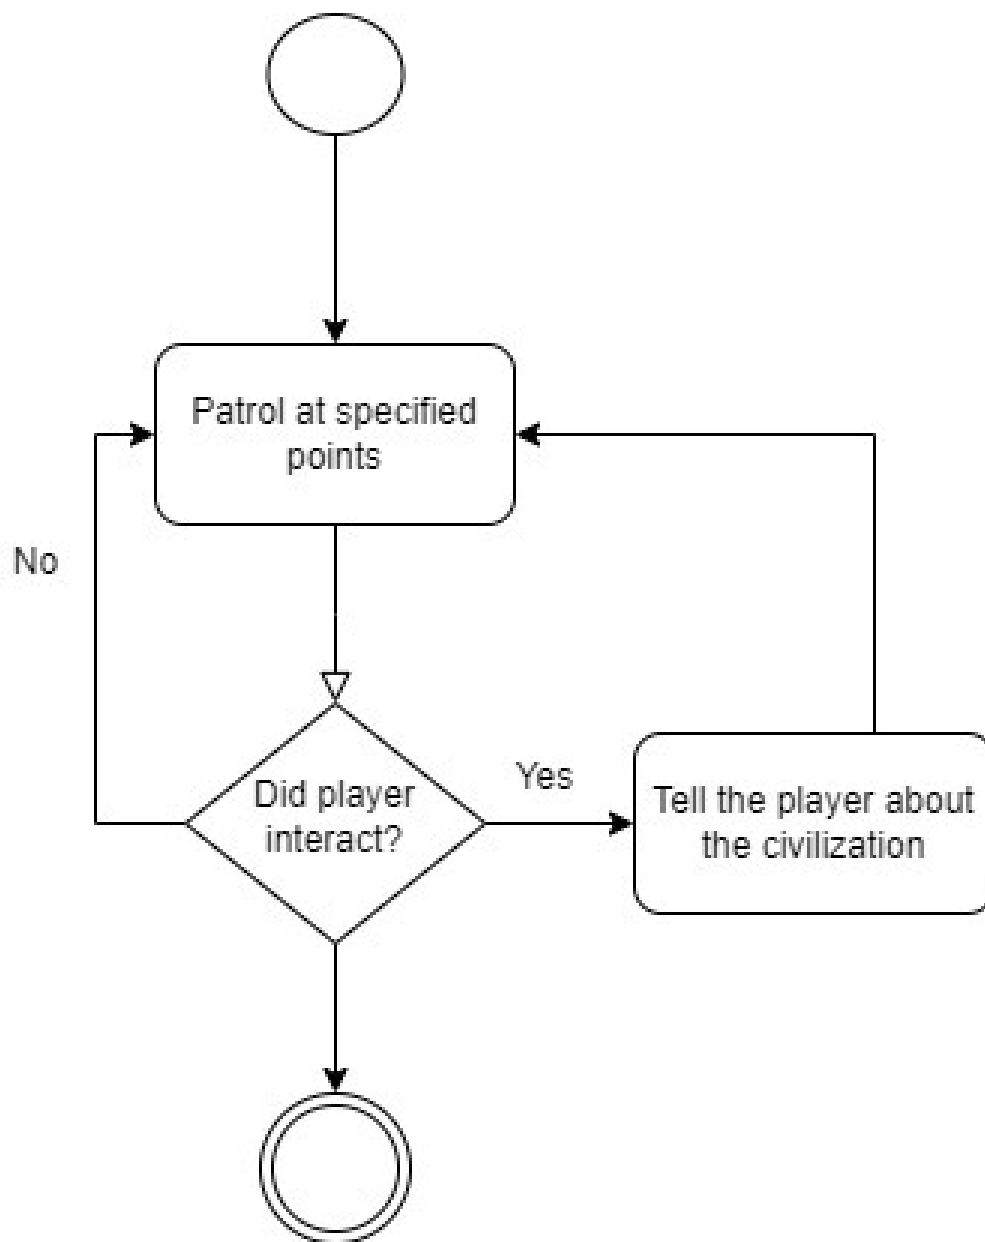 Patrol at specified
points
No
Did player
interact?
Yes
Tell the player about
the civilization